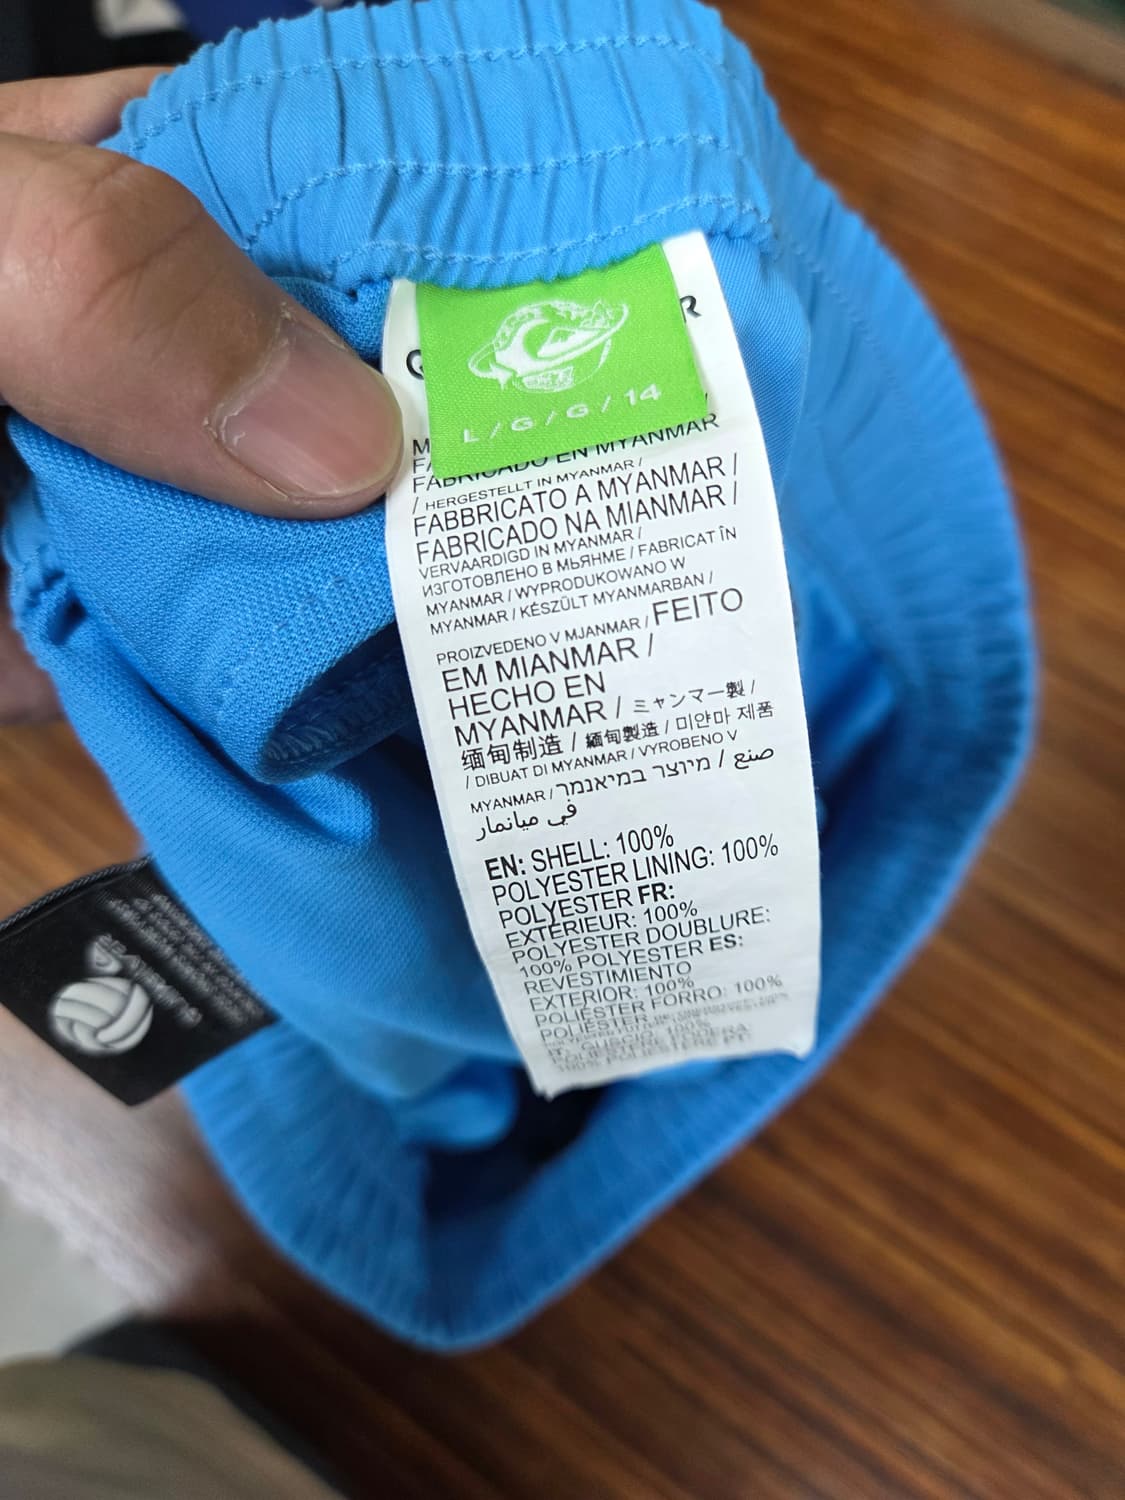 L / G / G / 14
FABRICADO EN MYANMAR
/ HERGESTELLT IN MYANMAR /
FABBRICATO A MYANMAR /
FABRICADO NA MIANMAR /
VERVAARDIGD IN MYANMAR /
ИЗГОТОВЛЕНО В МЬЯНМЕ / FABRICAT ÎN
MYANMAR / WYPRODUKOWANO W
MYANMAR / KÉSZÜLT MYANMARBAN /
PROIZVEDENO V MJANMAR / FEITO
EM MIANMAR /
HECHO EN
MYANMAR / ミャンマー製 /
缅甸制造 / 緬甸製造 / 미얀마 제품
/ DIBUAT DI MYANMAR / VYROBENO V
MYANMAR / מיוצר במיאנמר / صنع
في ميانمار
EN: SHELL: 100%
POLYESTER LINING: 100%
POLYESTER FR:
EXTÉRIEUR: 100%
POLYESTER DOUBLURE:
100% POLYESTER ES:
REVESTIMIENTO
EXTERIOR: 100%
POLIÉSTER FORRO: 100%
POLIÉSTER